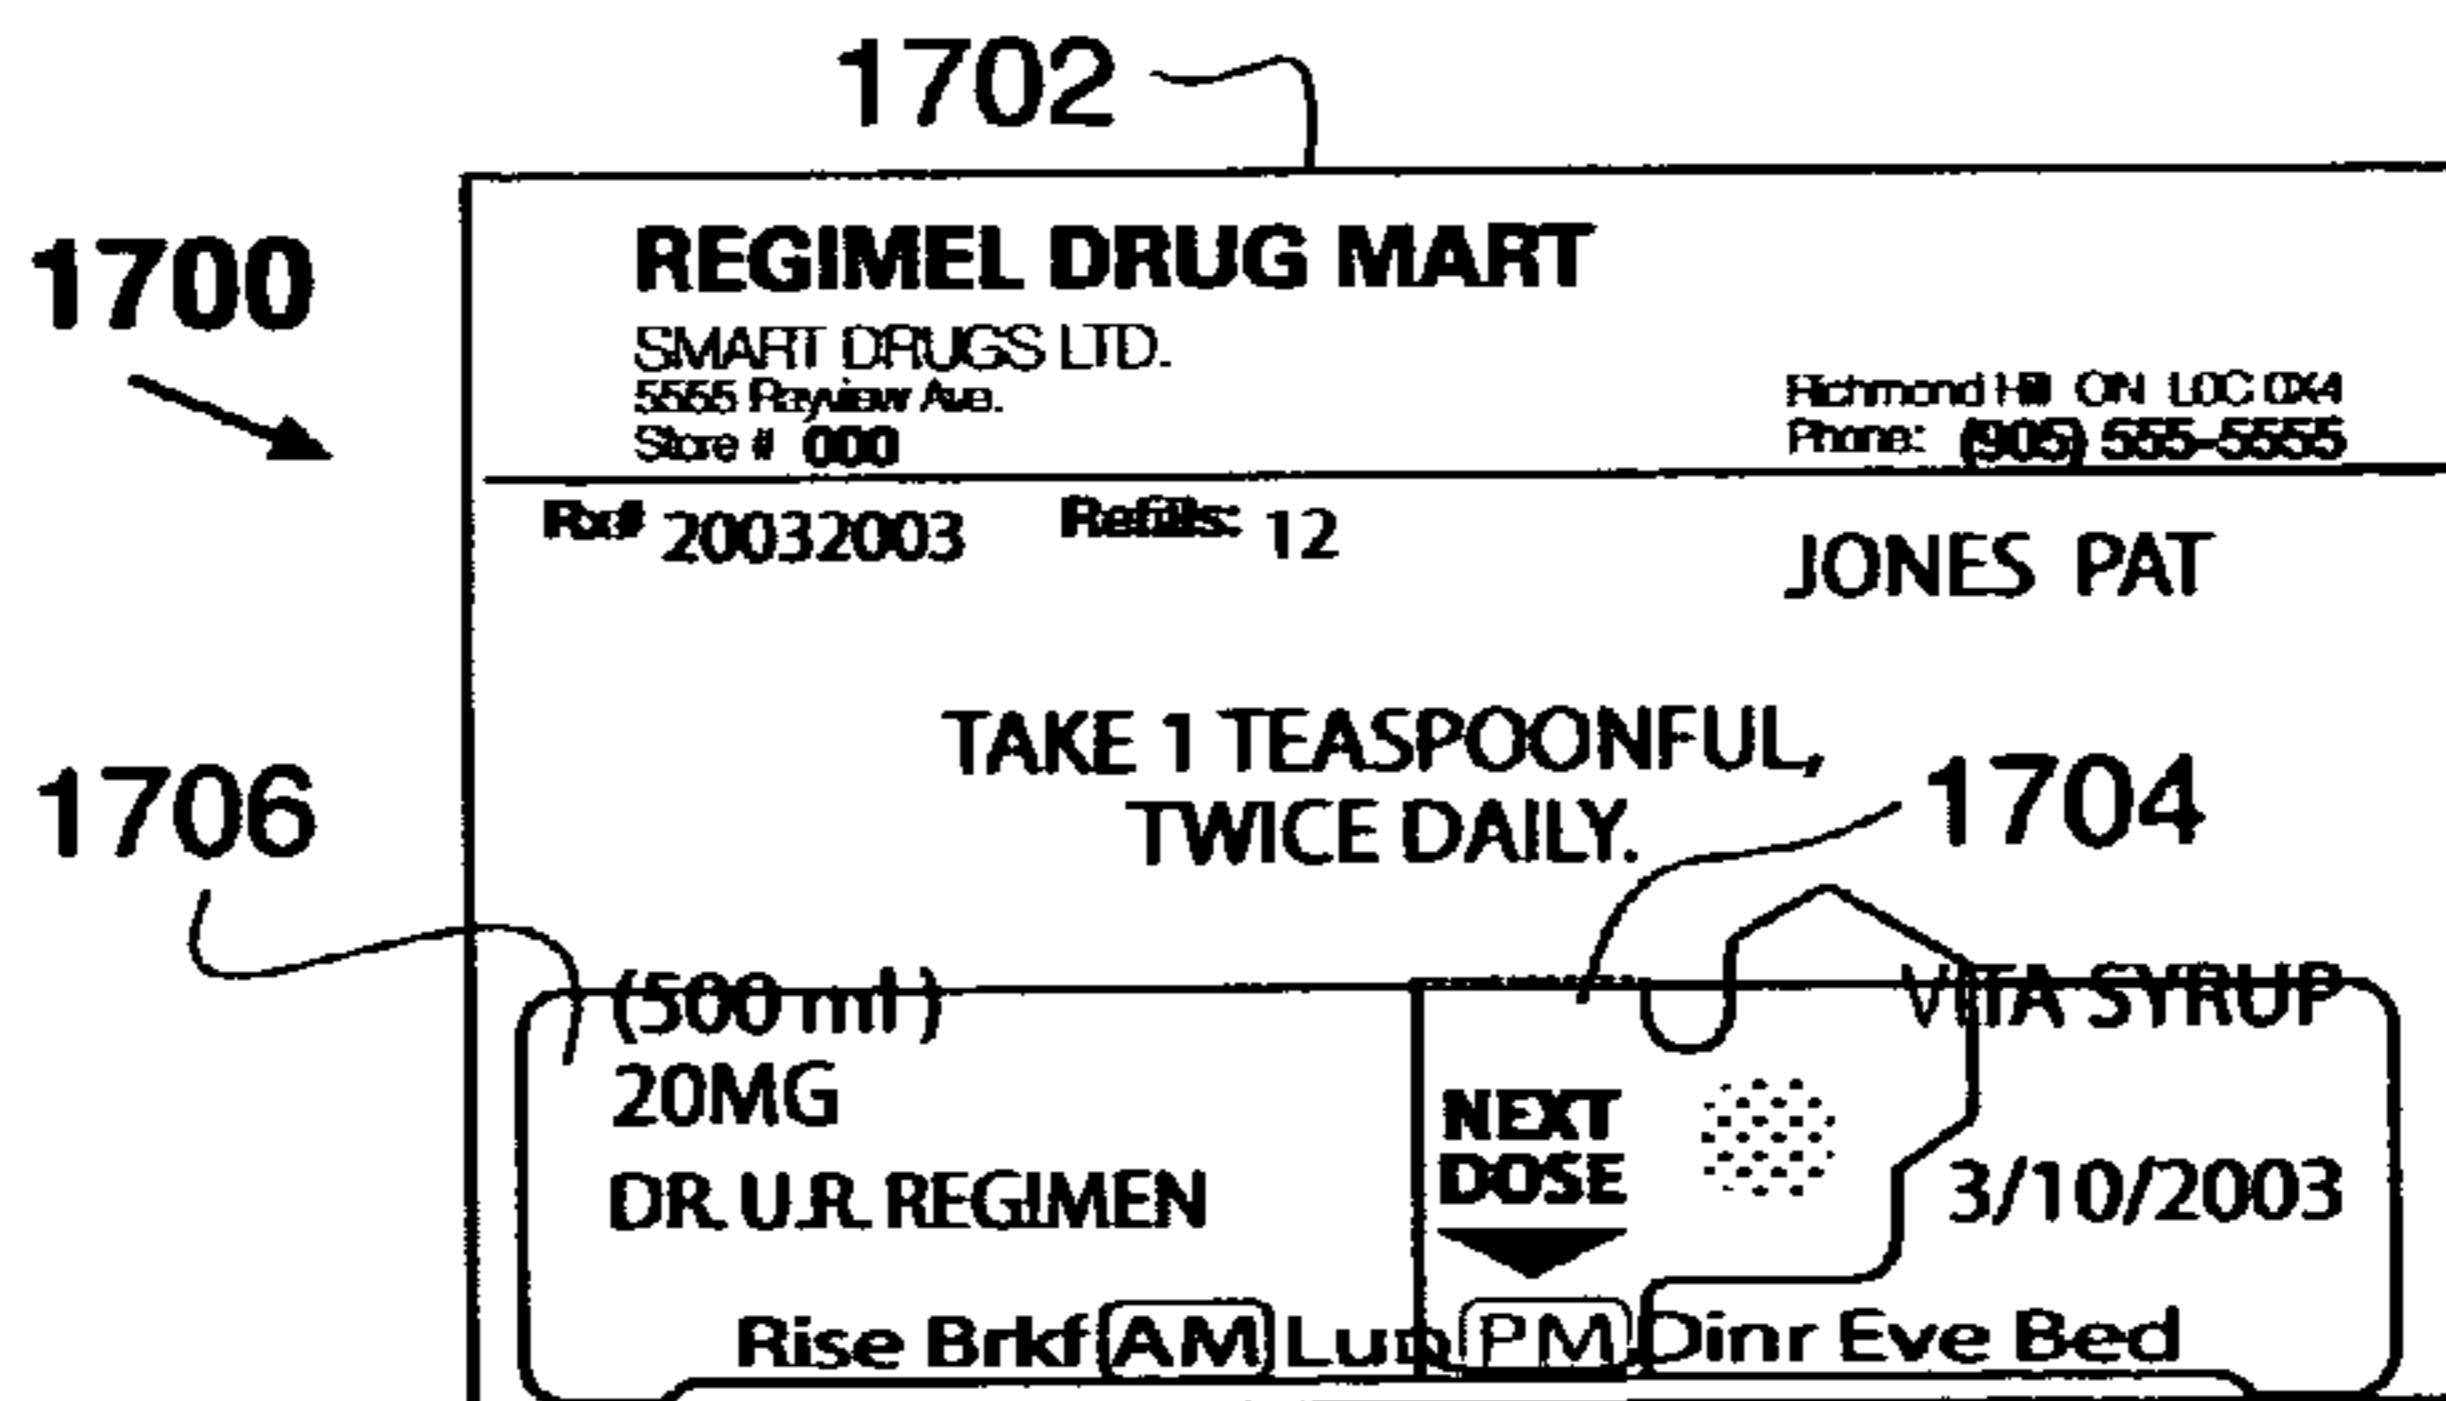 1702
1700
REGIMEL DRUG MART
SMART DRUGS LTD.
5555 Rayview Ave.
Richmond Hill ON L0C 0X4
Store # 000
Phone: (905) 555-5555
Rx# 20032003 Refills: 12
JONES PAT
TAKE 1 TEASPOONFUL,
TWICE DAILY.
1704
1706
(500 ml)
VITA SYRUP
20MG
NEXT
DOSE
DR. U.R. REGIMEN
3/10/2003
Rise Brkf AM Lun PM Dinr Eve Bed